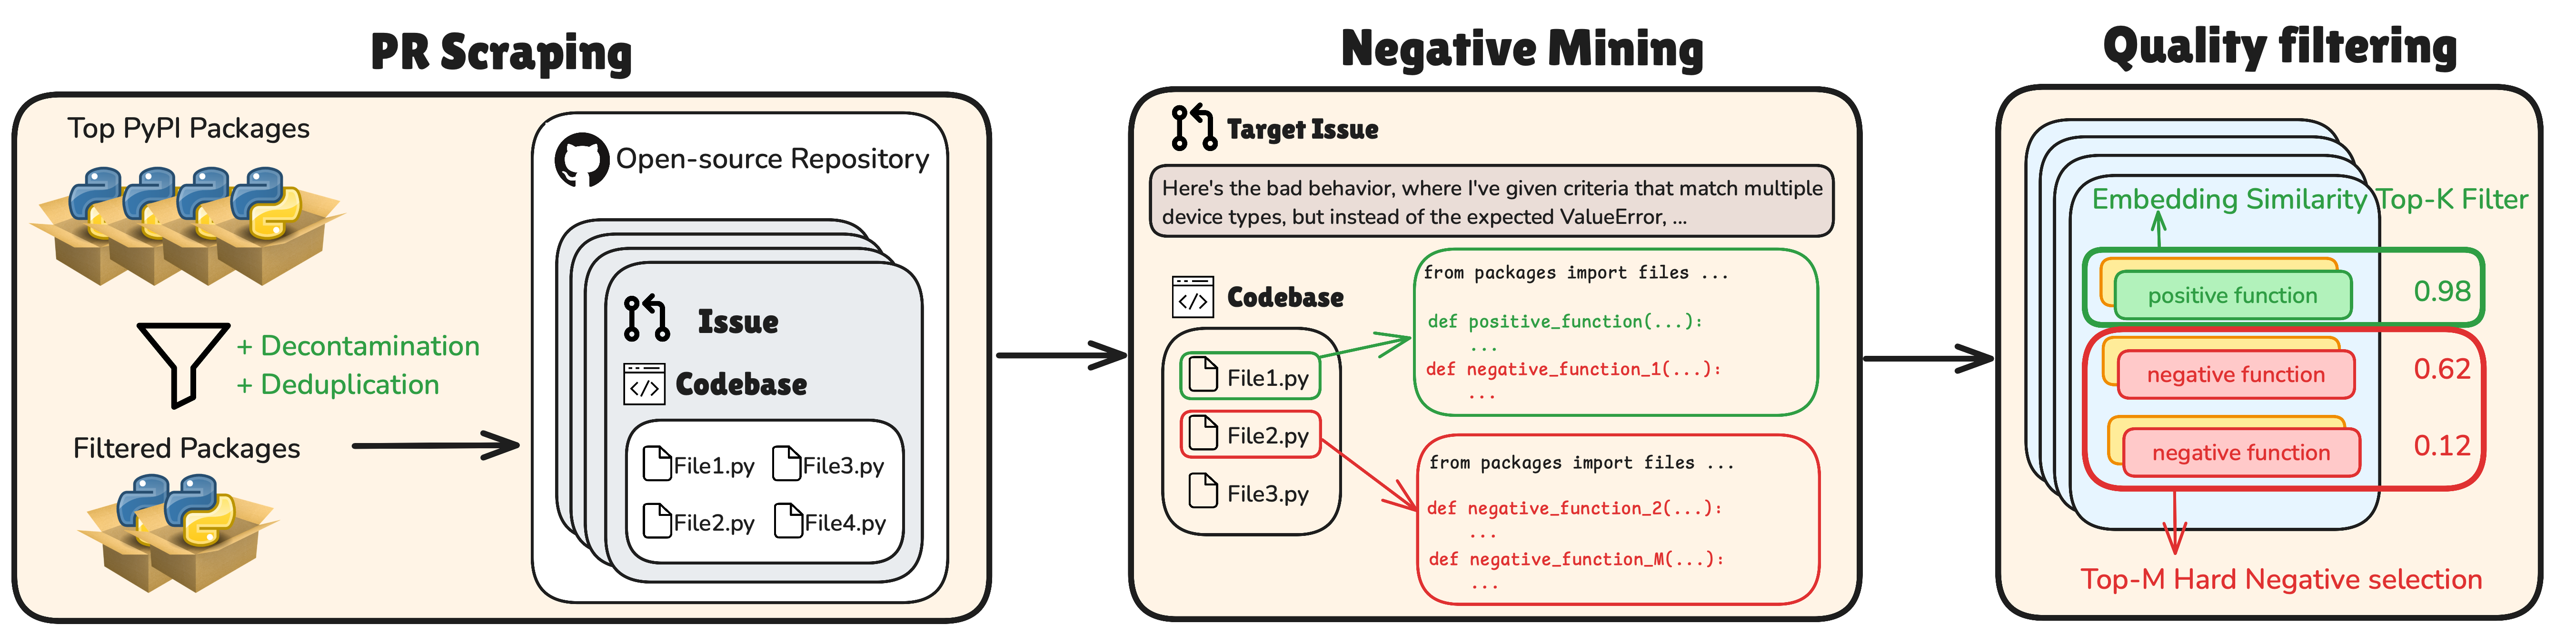 PR Scraping
Top PyPI Packages
+ Decontamination
+ Deduplication
Filtered Packages
Open-source Repository
Issue
</>
Codebase
File1.py
File3.py
File2.py
File4.py
Negative Mining
Target Issue
Here's the bad behavior, where I've given criteria that match multiple
device types, but instead of the expected ValueError, ...
</>
Codebase
File1.py
File2.py
File3.py
from packages import files ...
def positive_function(...):
...
def negative_function_1(...):
...
from packages import files ...
def negative_function_2(...):
...
def negative_function_M(...):
...
Quality filtering
Embedding Similarity Top-K Filter
positive function
0.98
negative function
0.62
negative function
0.12
Top-M Hard Negative selection